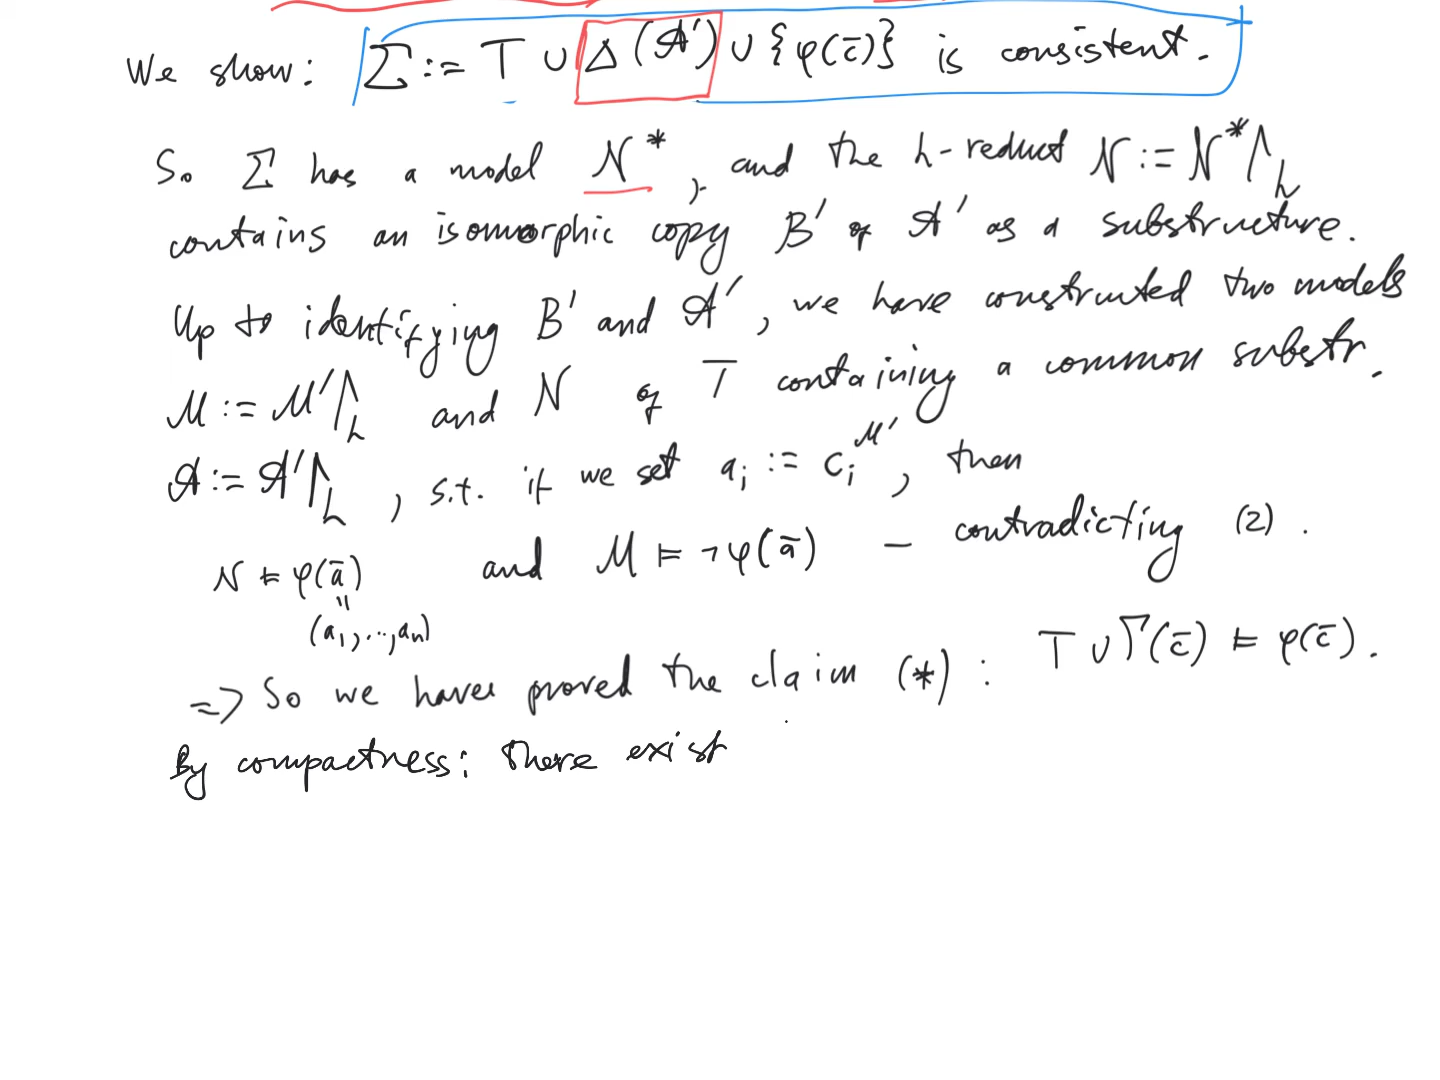 We show: Σ := T ∪ Δ(A') ∪ {φ(c̄)} is consistent.
So Σ has a model N*, and the h-reduct N := N*↾h
contains an isomorphic copy B' of A' as a substructure.
Up to identifying B' and A', we have constructed two models
M := M'↾h and N of T containing a common substr.
A := A'↾h, s.t. if we set aᵢ := cᵢ^M', then
N ⊨ φ(ā) and M ⊨ ¬φ(ā) – contradicting (2).
"
(a₁,...,aₙ)
=> So we have proved the claim (*): T ∪ Γ(c̄) ⊨ φ(c̄).
By compactness: there exist